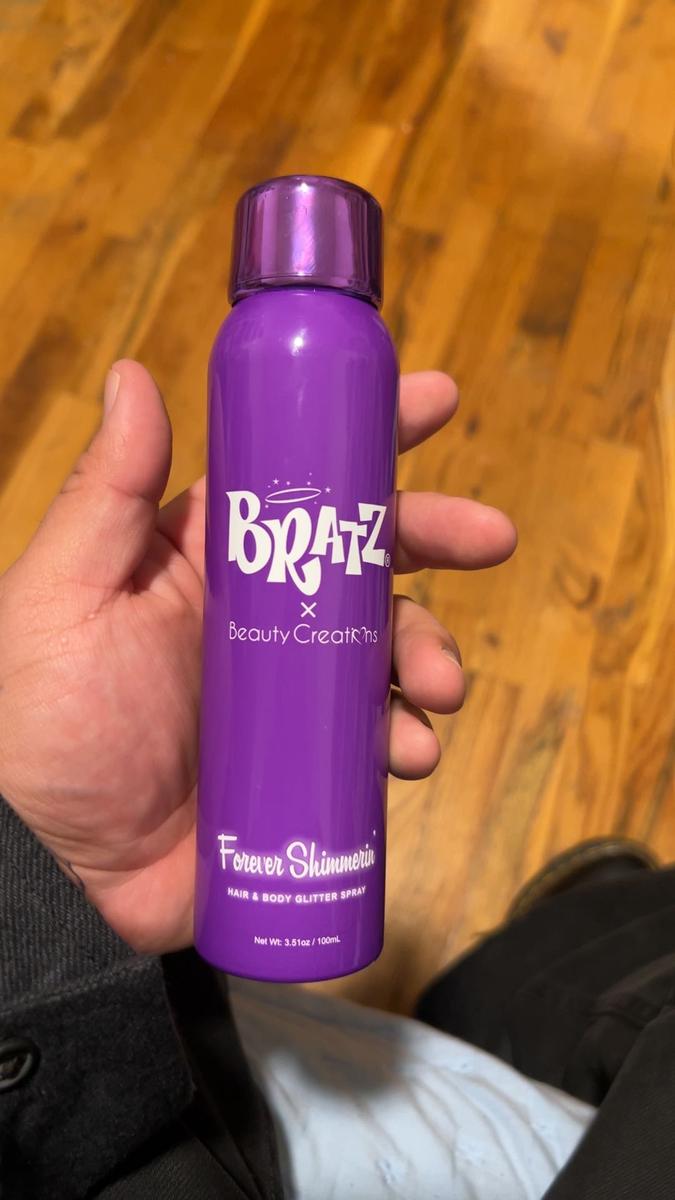 BRATZ®
×
Beauty Creations
Forever Shimmerin'
HAIR & BODY GLITTER SPRAY
Net Wt: 3.51oz / 100mL